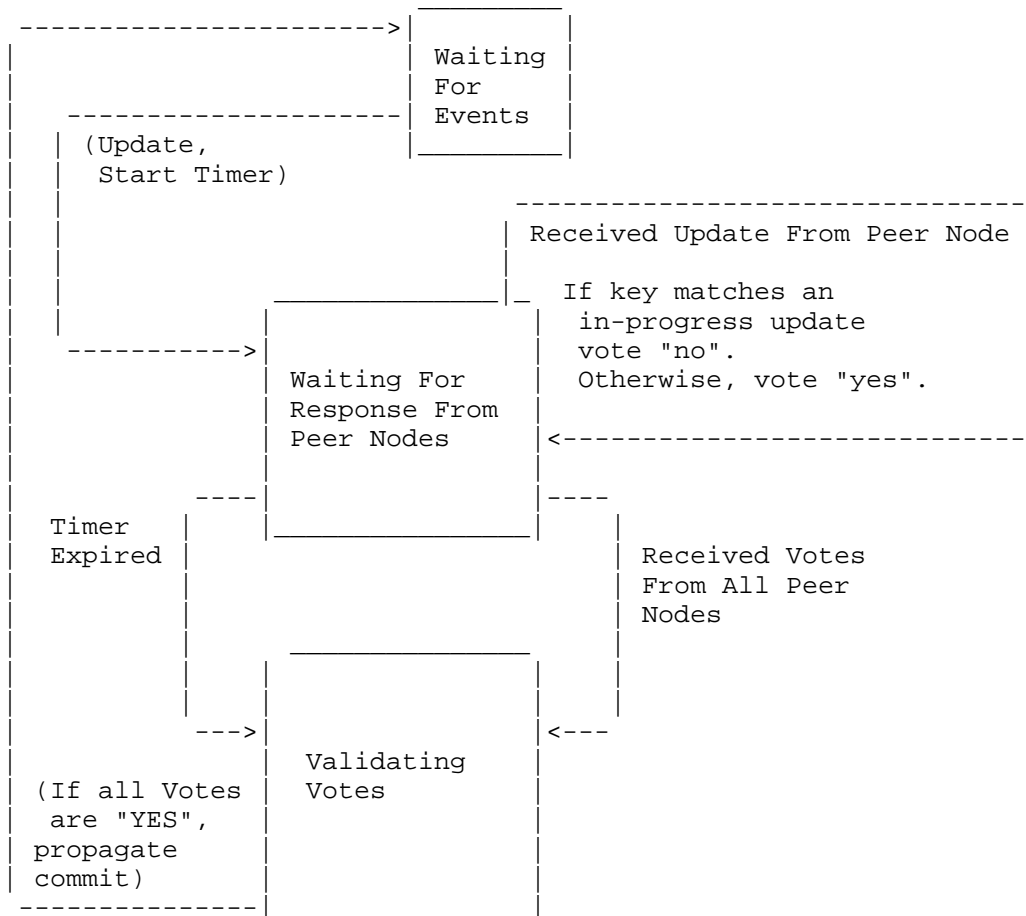 Waiting
For
Events
(Update,
Start Timer)
Received Update From Peer Node
If key matches an
in-progress update
vote "no".
Otherwise, vote "yes".
Waiting For
Response From
Peer Nodes
Timer
Expired
Received Votes
From All Peer
Nodes
Validating
Votes
(If all Votes
are "YES",
propagate
commit)